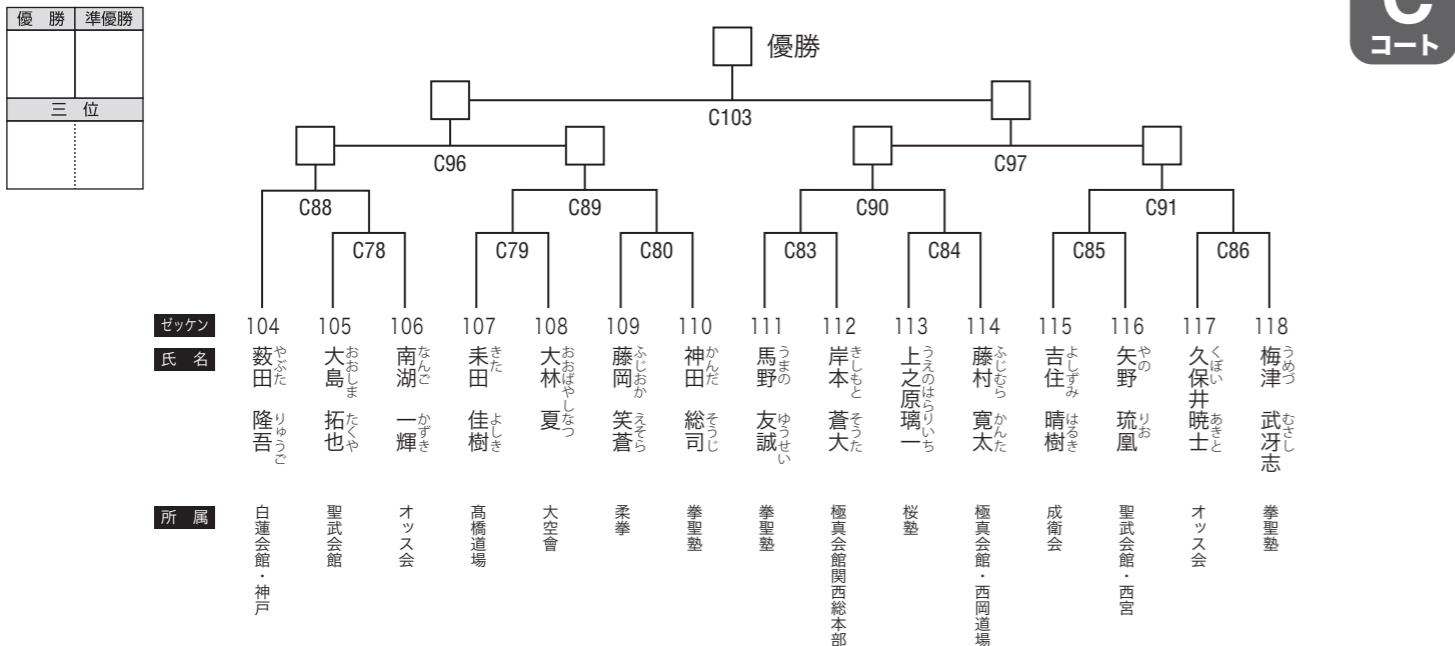 優 勝 準優勝
三 位
C
コート
優勝
C103
C96 C97
C88 C89 C90 C91
C78 C79 C80 C83 C84 C85 C86
ゼッケン 104 105 106 107 108 109 110 111 112 113 114 115 116 117 118
氏 名
薮田 隆吾
やぶた りゅうご
大島 拓也
おおしま たくや
南湖 一輝
なんご かずき
耒田 佳樹
きた よしき
大林 夏
おおばやし なつ
藤岡 笑蒼
ふじおか えそら
神田 総司
かんだ そうじ
馬野 友誠
うまの ゆうせい
岸本 蒼大
きしもと そうた
上之原璃一
うえのはら りいち
藤村 寛太
ふじむら かんた
吉住 晴樹
よしずみ はるき
矢野 琉凰
やの りお
久保井暁士
くぼい あきと
梅津 武冴志
うめづ むさし
所 属
白蓮会館・神戸
聖武会館
オッス会
髙橋道場
大空會
柔拳
拳聖塾
拳聖塾
極真会館関西総本部
桜塾
極真会館・西岡道場
成衛会
聖武会館・西宮
オッス会
拳聖塾